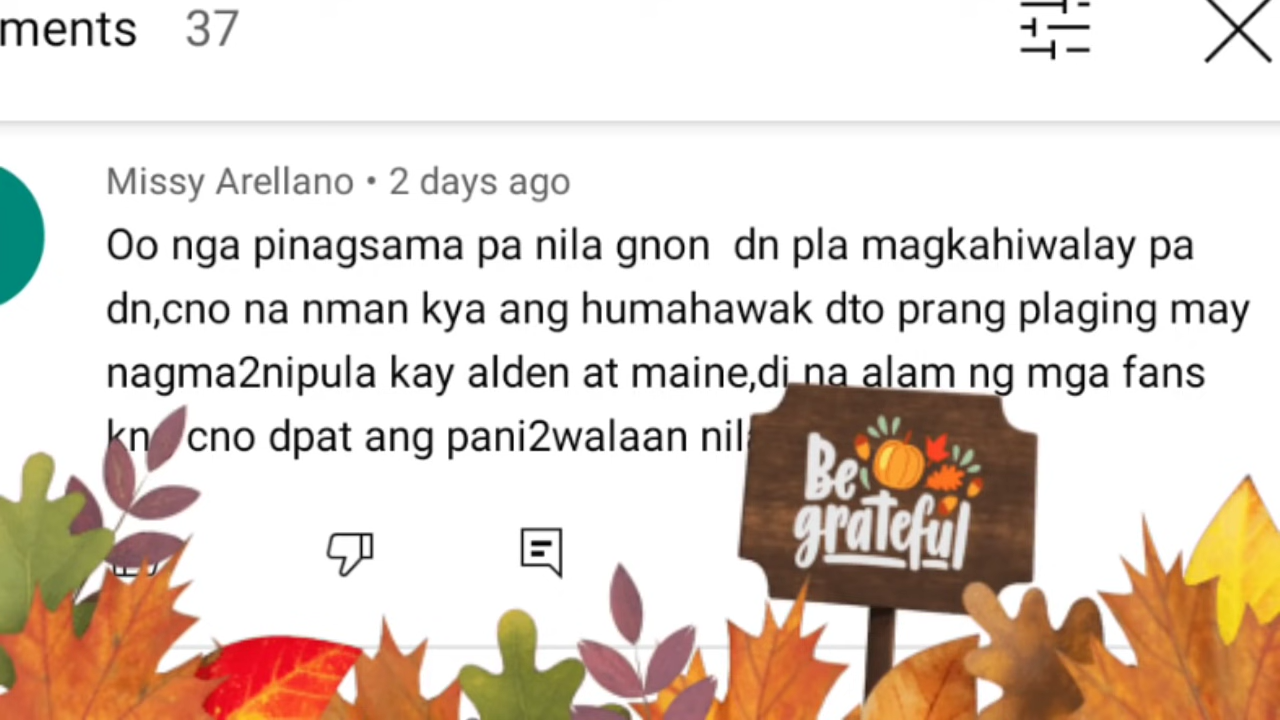 ments 37
Missy Arellano • 2 days ago
Oo nga pinagsama pa nila gnon dn pla magkahiwalay pa
dn,cno na nman kya ang humahawak dto prang plaging may
nagma2nipula kay alden at maine,di na alam ng mga fans
cno dpat ang pani2walaan
Be
grateful